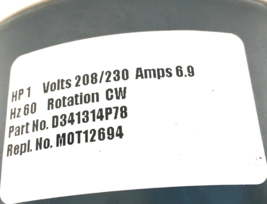 HP 1 Volts 208/230 Amps 6.9
Hz 60 Rotation CW
Part No. D341314P78
Repl. No. MOT12694